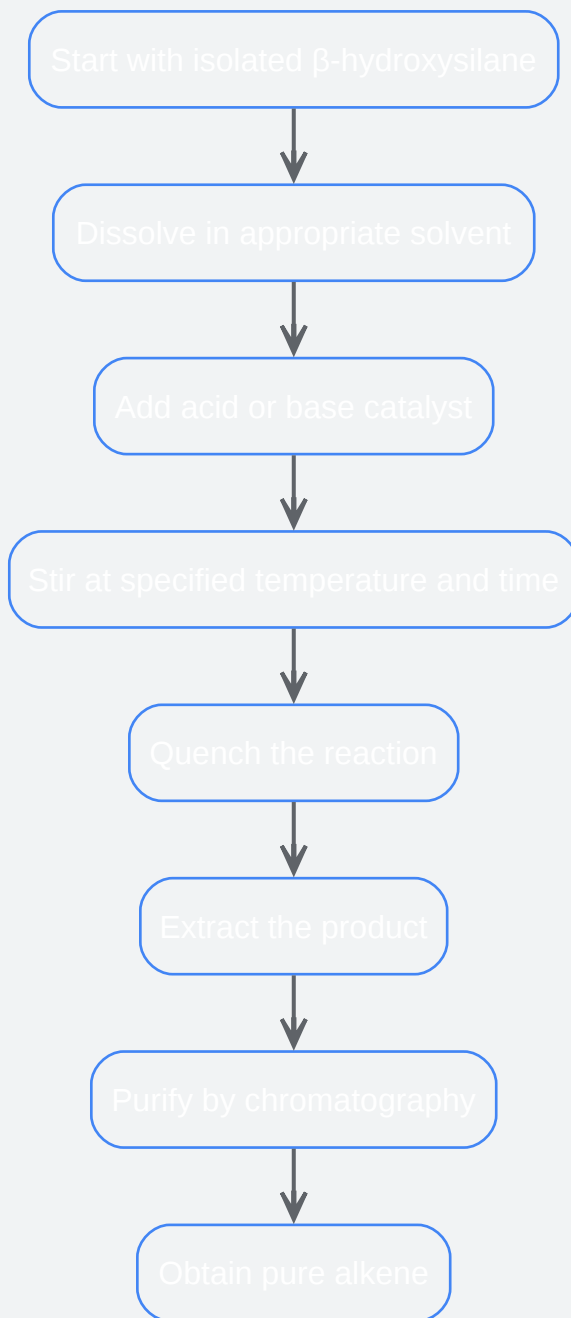 Start with isolated β-hydroxysilane
Dissolve in appropriate solvent
Add acid or base catalyst
Stir at specified temperature and time
Quench the reaction
Extract the product
Purify by chromatography
Obtain pure alkene